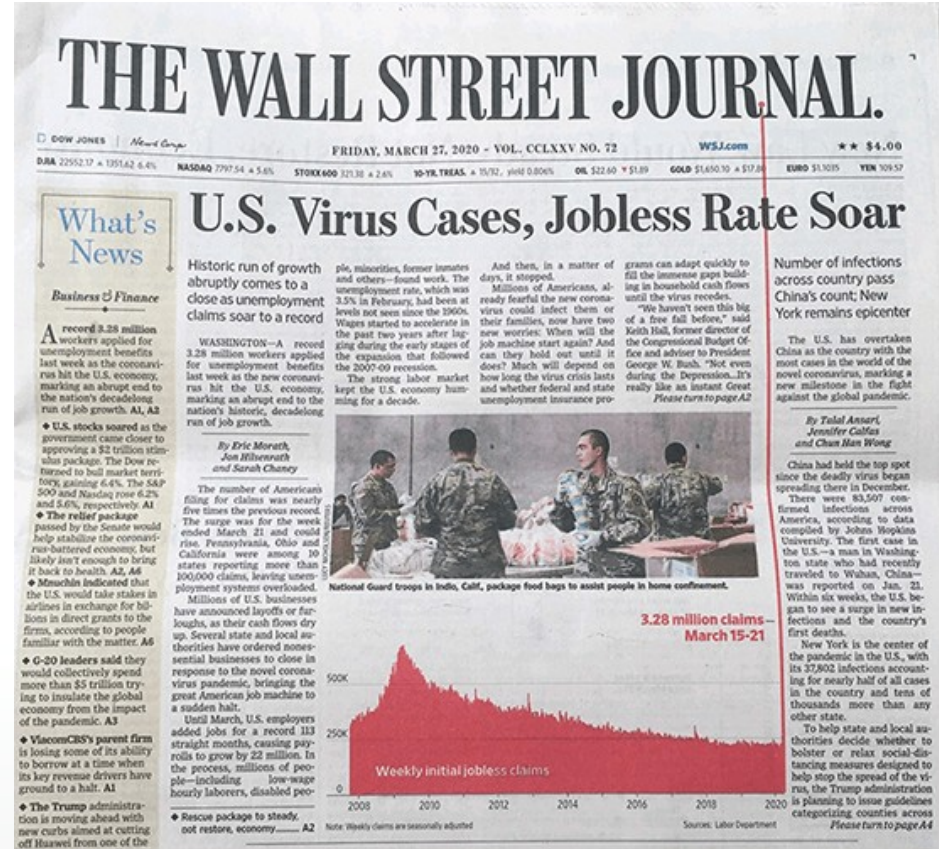 THE WALL STREET JOURNAL.
DOW JONES | News Corp
FRIDAY, MARCH 27, 2020 - VOL. CCLXXV NO. 72
WSJ.com
★★ $4.00
DJIA 22552.17 ▲ 1351.62 6.4%
NASDAQ 7797.54 ▲ 5.6%
STOXX 600 321.38 ▲ 2.6%
10-YR. TREAS. ▲ 15/32, yield 0.806%
OIL $22.60 ▼ $1.89
GOLD $1,650.10 ▲ $17.80
EURO $1.1035
YEN 109.57
What's
News
Business & Finance
A record 3.28 million
workers applied for
unemployment benefits
last week as the coronavi-
rus hit the U.S. economy,
marking an abrupt end to
the nation's decadelong
run of job growth. A1, A2
◆ U.S. stocks soared as the
government came closer to
approving a $2 trillion stim-
ulus package. The Dow re-
turned to bull market terri-
tory, gaining 6.4%. The S&P
500 and Nasdaq rose 6.2%
and 5.6%, respectively. A1
◆ The relief package
passed by the Senate would
help stabilize the coronavi-
rus-battered economy, but
likely isn't enough to bring
it back to health. A2, A6
◆ Mnuchin indicated that
the U.S. would take stakes in
airlines in exchange for bil-
lions in direct grants to the
firms, according to people
familiar with the matter. A6
◆ G-20 leaders said they
would collectively spend
more than $5 trillion try-
ing to insulate the global
economy from the impact
of the pandemic. A3
◆ ViacomCBS's parent firm
is losing some of its ability
to borrow at a time when
its key revenue drivers have
ground to a halt. A1
◆ The Trump administra-
tion is moving ahead with
new curbs aimed at cutting
off Huawei from one of the
U.S. Virus Cases, Jobless Rate Soar
Historic run of growth
abruptly comes to a
close as unemployment
claims soar to a record
WASHINGTON—A record
3.28 million workers applied
for unemployment benefits
last week as the new corona-
virus hit the U.S. economy,
marking an abrupt end to the
nation's historic, decadelong
run of job growth.
By Eric Morath,
Jon Hilsenrath
and Sarah Chaney
The number of Americans
filing for claims was nearly
five times the previous record.
The surge was for the week
ended March 21 and could
rise. Pennsylvania, Ohio and
California were among 10
states reporting more than
100,000 claims, leaving unem-
ployment systems overloaded.
Millions of U.S. businesses
have announced layoffs or fur-
loughs, as their cash flows dry
up. Several state and local au-
thorities have ordered nones-
sential businesses to close in
response to the novel corona-
virus pandemic, bringing the
great American job machine to
a sudden halt.
Until March, U.S. employers
added jobs for a record 113
straight months, causing pay-
rolls to grow by 22 million. In
the process, millions of peo-
ple—including low-wage
hourly laborers, disabled peo-
◆ Rescue package to steady,
not restore, economy........ A2
ple, minorities, former inmates
and others—found work. The
unemployment rate, which was
3.5% in February, had been at
levels not seen since the 1960s.
Wages started to accelerate in
the past two years after lag-
ging during the early stages of
the expansion that followed
the 2007-09 recession.
The strong labor market
kept the U.S. economy hum-
ming for a decade.
And then, in a matter of
days, it stopped.
Millions of Americans, al-
ready fearful the new corona-
virus could infect them or
their families, now have two
new worries: When will the
job machine start again? And
can they hold out until it
does? Much will depend on
how long the virus crisis lasts
and whether federal and state
unemployment insurance pro-
grams can adapt quickly to
fill the immense gaps build-
ing in household cash flows
until the virus recedes.
"We haven't seen this big
of a free fall before," said
Keith Hall, former director of
the Congressional Budget Of-
fice and adviser to President
George W. Bush. "Not even
during the Depression...It's
really like an instant Great
Please turn to page A2
National Guard troops in Indio, Calif., package food bags to assist people in home confinement.
3.28 million claims
March 15-21
500K
250K
0
Weekly initial jobless claims
2008 2010 2012 2014 2016 2018 2020
Note: Weekly claims are seasonally adjusted
Sources: Labor Department
Number of infections
across country pass
China's count; New
York remains epicenter
The U.S. has overtaken
China as the country with the
most cases in the world of the
novel coronavirus, marking a
new milestone in the fight
against the global pandemic.
By Talal Ansari,
Jennifer Calfas
and Chun Han Wong
China had held the top spot
since the deadly virus began
spreading there in December.
There were 83,507 con-
firmed infections across
America, according to data
compiled by Johns Hopkins
University. The first case in
the U.S.—a man in Washing-
ton state who had recently
traveled to Wuhan, China—
was reported on Jan. 21.
Within six weeks, the U.S. be-
gan to see a surge in new in-
fections and the country's
first deaths.
New York is the center of
the pandemic in the U.S., with
its 37,802 infections account-
ing for nearly half of all cases
in the country and tens of
thousands more than any
other state.
To help state and local au-
thorities decide whether to
bolster or relax social-dis-
tancing measures designed to
help stop the spread of the vi-
rus, the Trump administration
is planning to issue guidelines
categorizing counties across
Please turn to page A4